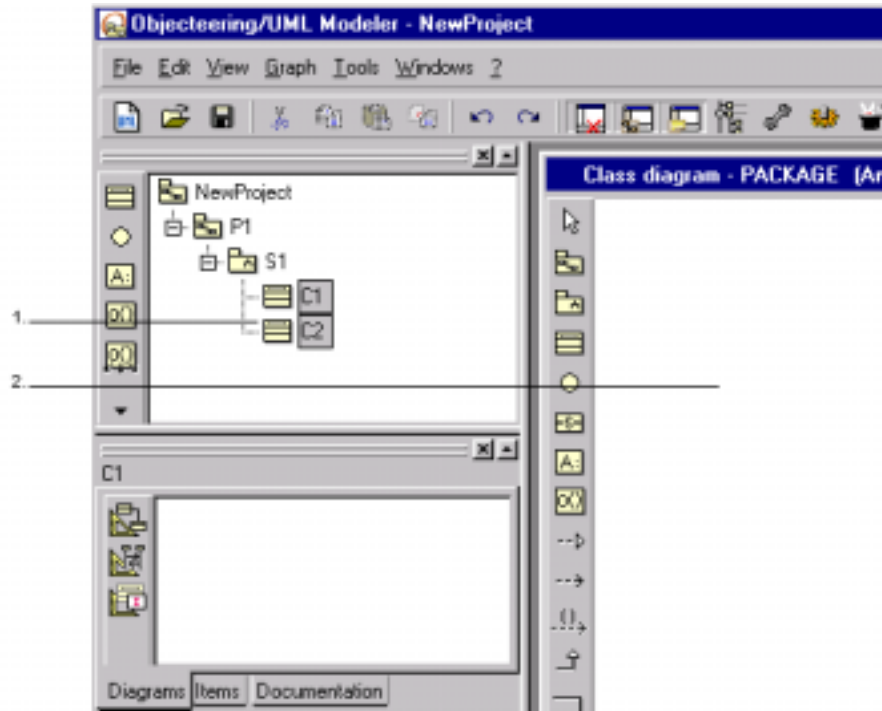 Objecteering/UML Modeler - NewProject
File Edit View Graph Tools Windows ?
NewProject
P1
S1
C1
C2
1.
2.
Class diagram - PACKAGE (Ar
C1
Diagrams Items Documentation